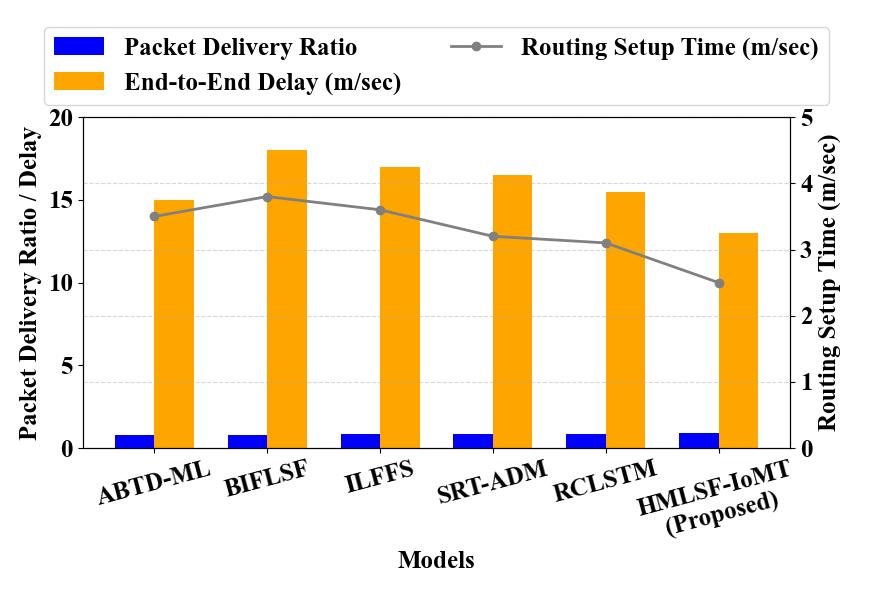 Packet Delivery Ratio
End-to-End Delay (m/sec)
Routing Setup Time (m/sec)
Packet Delivery Ratio / Delay
20
15
10
5
0
5
4
3
2
1
0
Routing Setup Time (m/sec)
ABTD-ML
BIFLSF
ILFFS
SRT-ADM
RCLSTM
HMLSF-IoMT
(Proposed)
Models